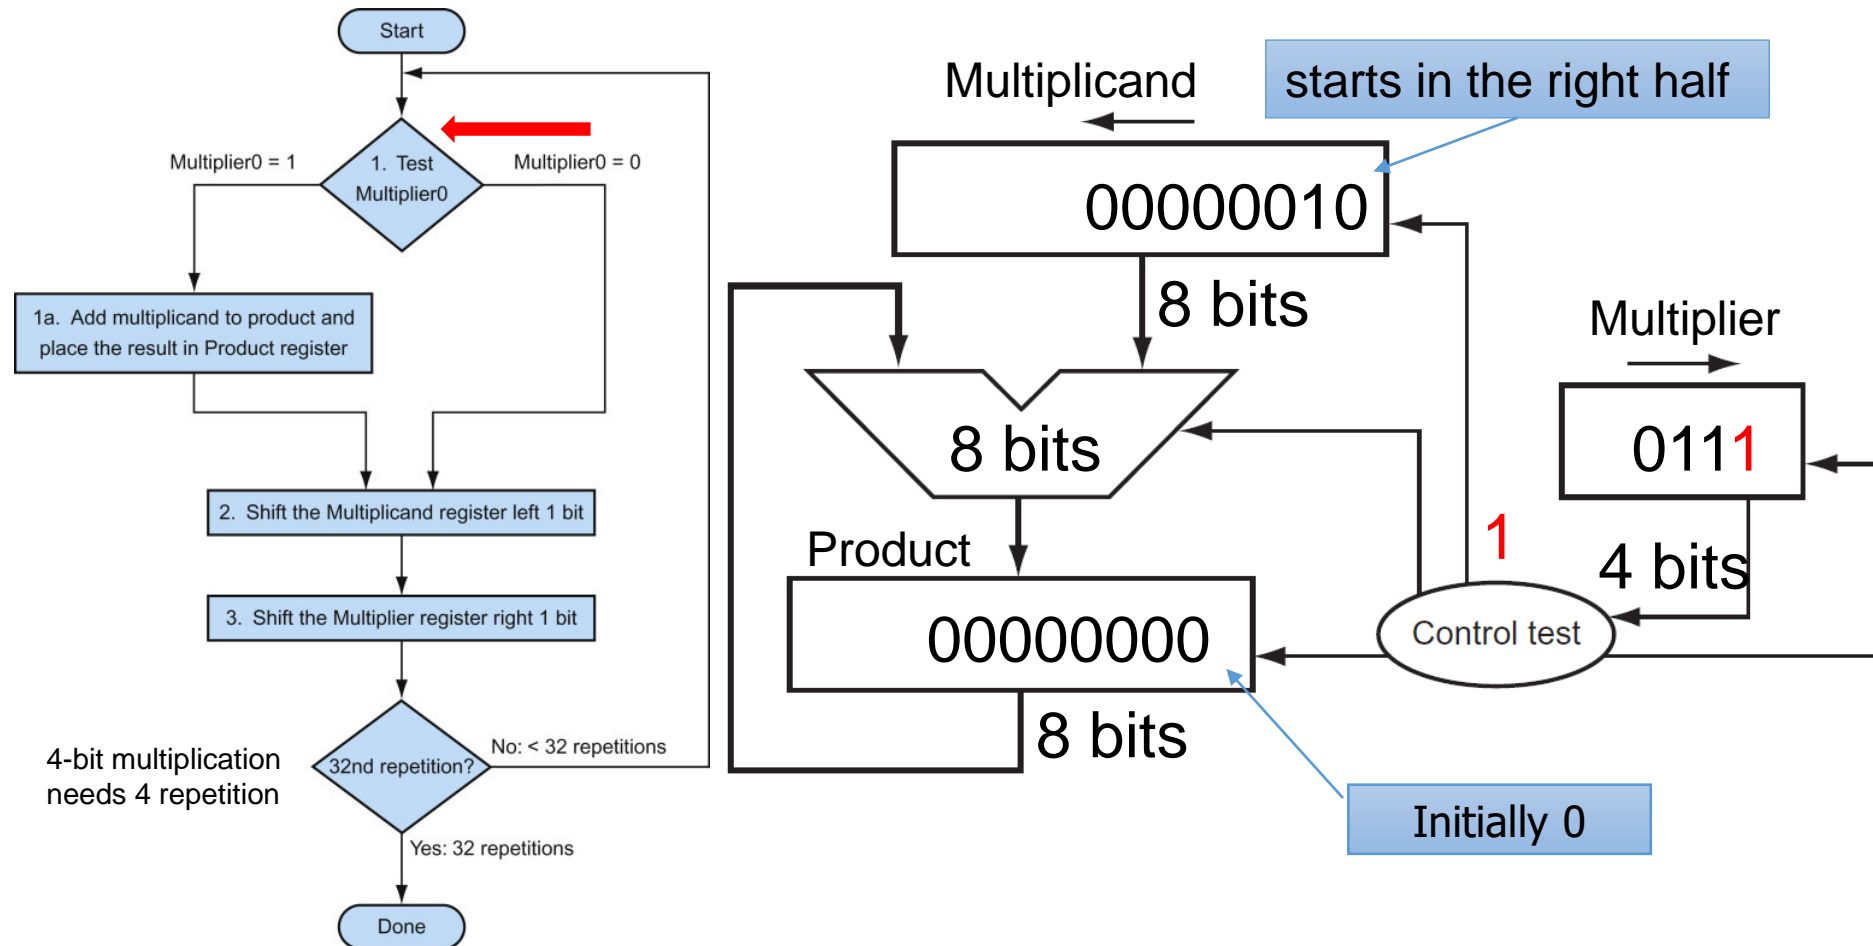 Start
Multiplier0 = 1
1. Test
Multiplier0
Multiplier0 = 0
1a. Add multiplicand to product and
place the result in Product register
2. Shift the Multiplicand register left 1 bit
3. Shift the Multiplier register right 1 bit
4-bit multiplication
needs 4 repetition
32nd repetition?
No: < 32 repetitions
Yes: 32 repetitions
Done
Multiplicand
starts in the right half
00000010
8 bits
Multiplier
0111
8 bits
1
4 bits
Product
00000000
Control test
8 bits
Initially 0